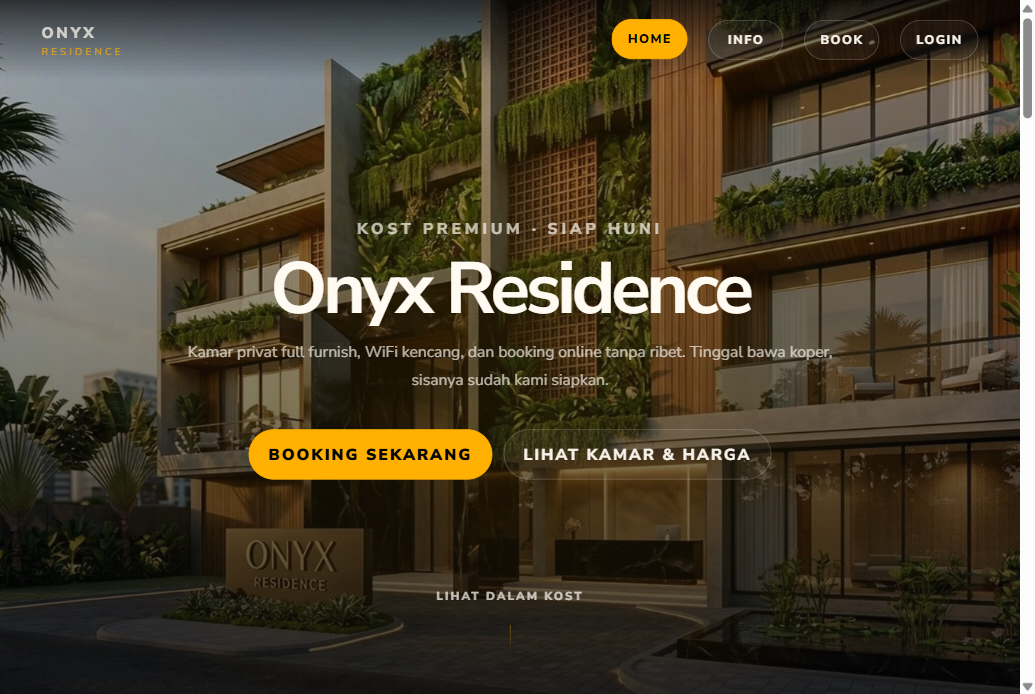 ONYX
RESIDENCE
HOME
INFO
BOOK
LOGIN
KOST PREMIUM · SIAP HUNI
Onyx Residence
Kamar privat full furnish, WiFi kencang, dan booking online tanpa ribet. Tinggal bawa koper,
sisanya sudah kami siapkan.
BOOKING SEKARANG
LIHAT KAMAR & HARGA
ONYX
RESIDENCE
LIHAT DALAM KOST